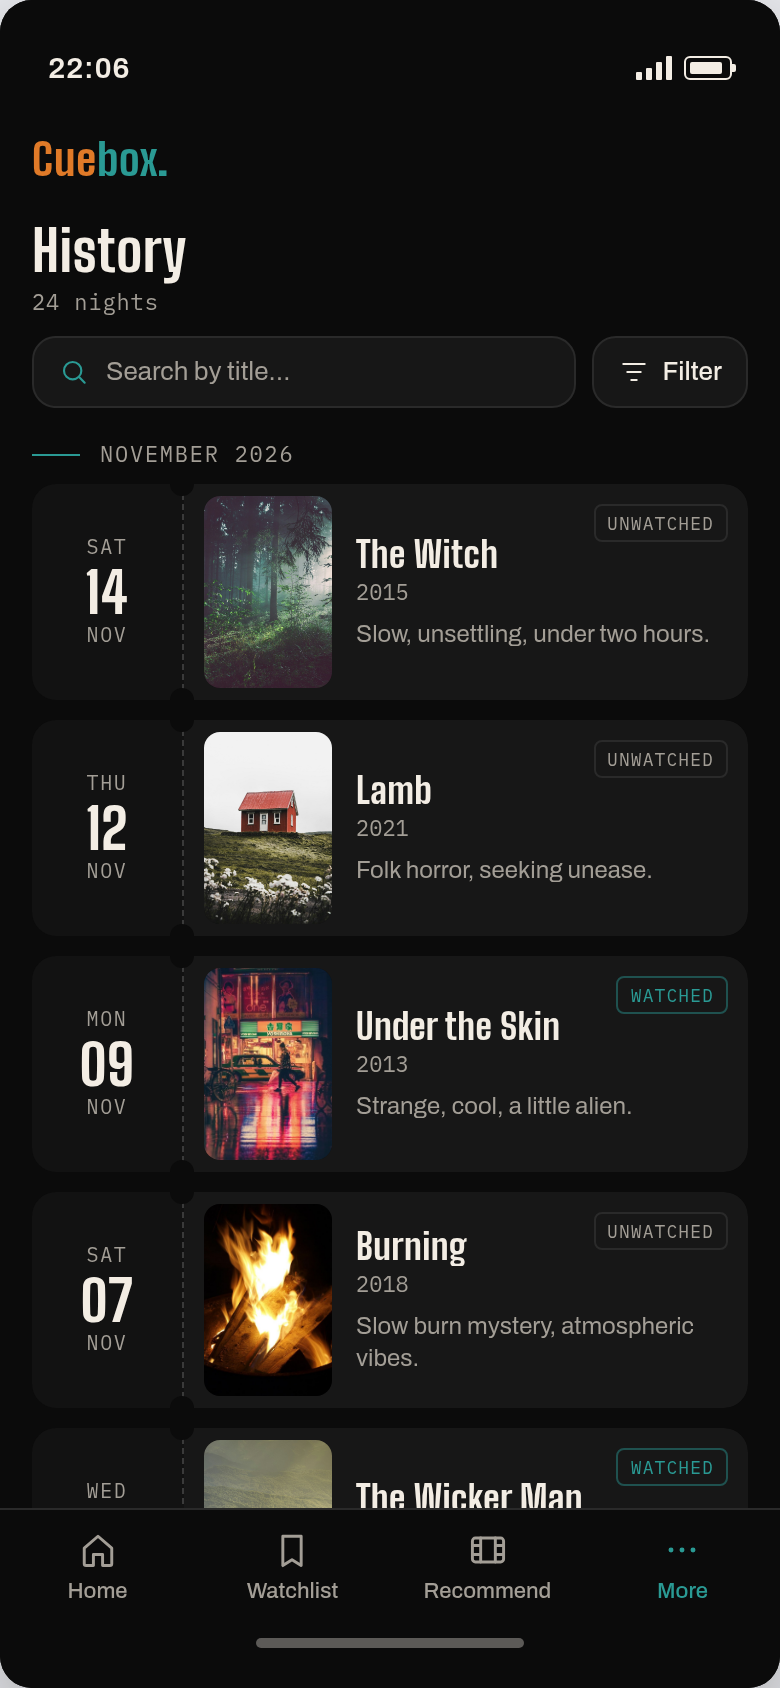 22:06
Cuebox.
History
24 nights
Search by title...
Filter
NOVEMBER 2026
SAT
14
NOV
The Witch
2015
Slow, unsettling, under two hours.
UNWATCHED
THU
12
NOV
Lamb
2021
Folk horror, seeking unease.
UNWATCHED
MON
09
NOV
Under the Skin
2013
Strange, cool, a little alien.
WATCHED
SAT
07
NOV
Burning
2018
Slow burn mystery, atmospheric
vibes.
UNWATCHED
WED
The Wicker Man
WATCHED
Home
Watchlist
Recommend
More